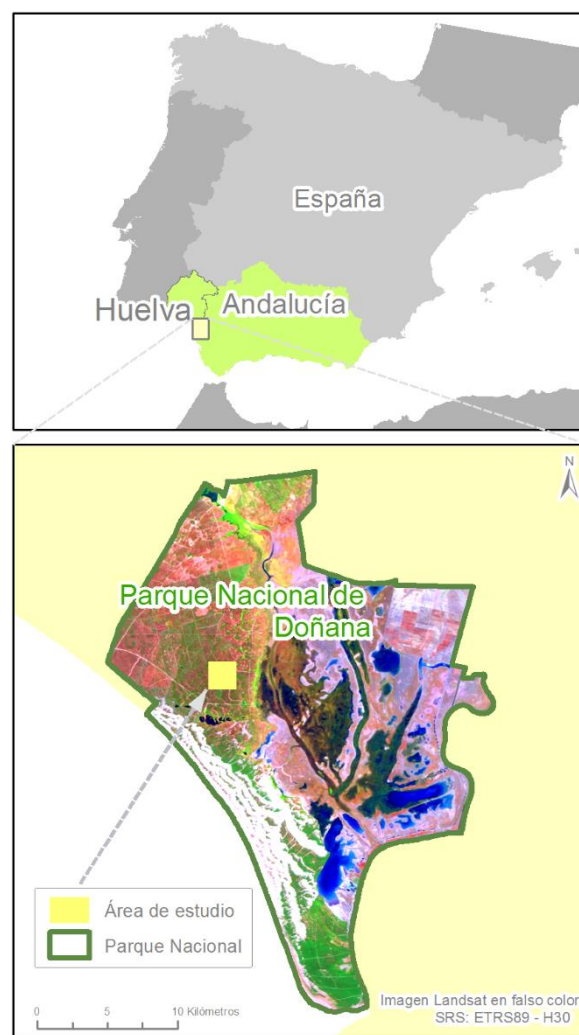 España
Huelva
Andalucía
N
Parque Nacional de
Doñana
Área de estudio
Parque Nacional
0 5 10 Kilómetros
Imagen Landsat en falso color
SRS: ETRS89 - H30